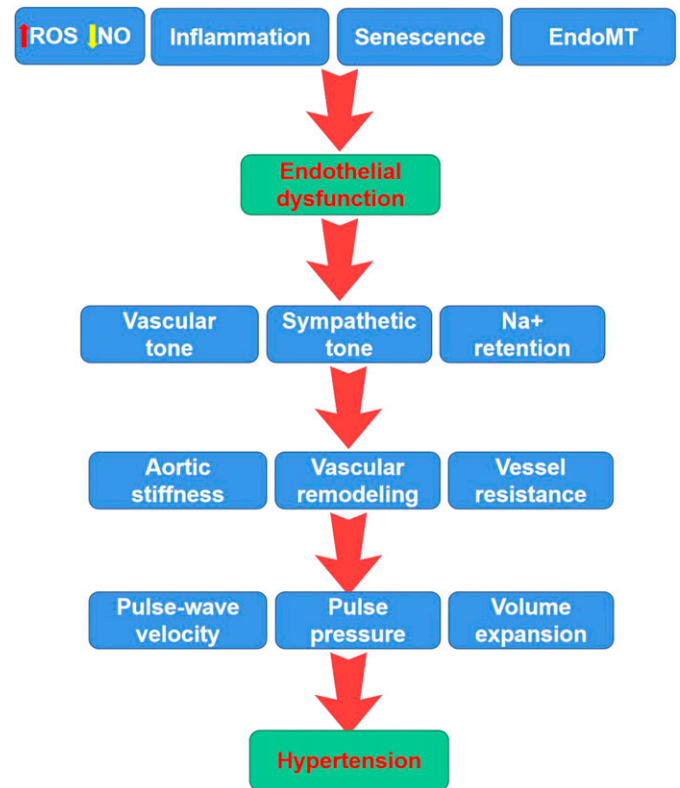 ROS NO
Inflammation
Senescence
EndoMT
Endothelial
dysfunction
Vascular
tone
Sympathetic
tone
Na+
retention
Aortic
stiffness
Vascular
remodeling
Vessel
resistance
Pulse-wave
velocity
Pulse
pressure
Volume
expansion
Hypertension